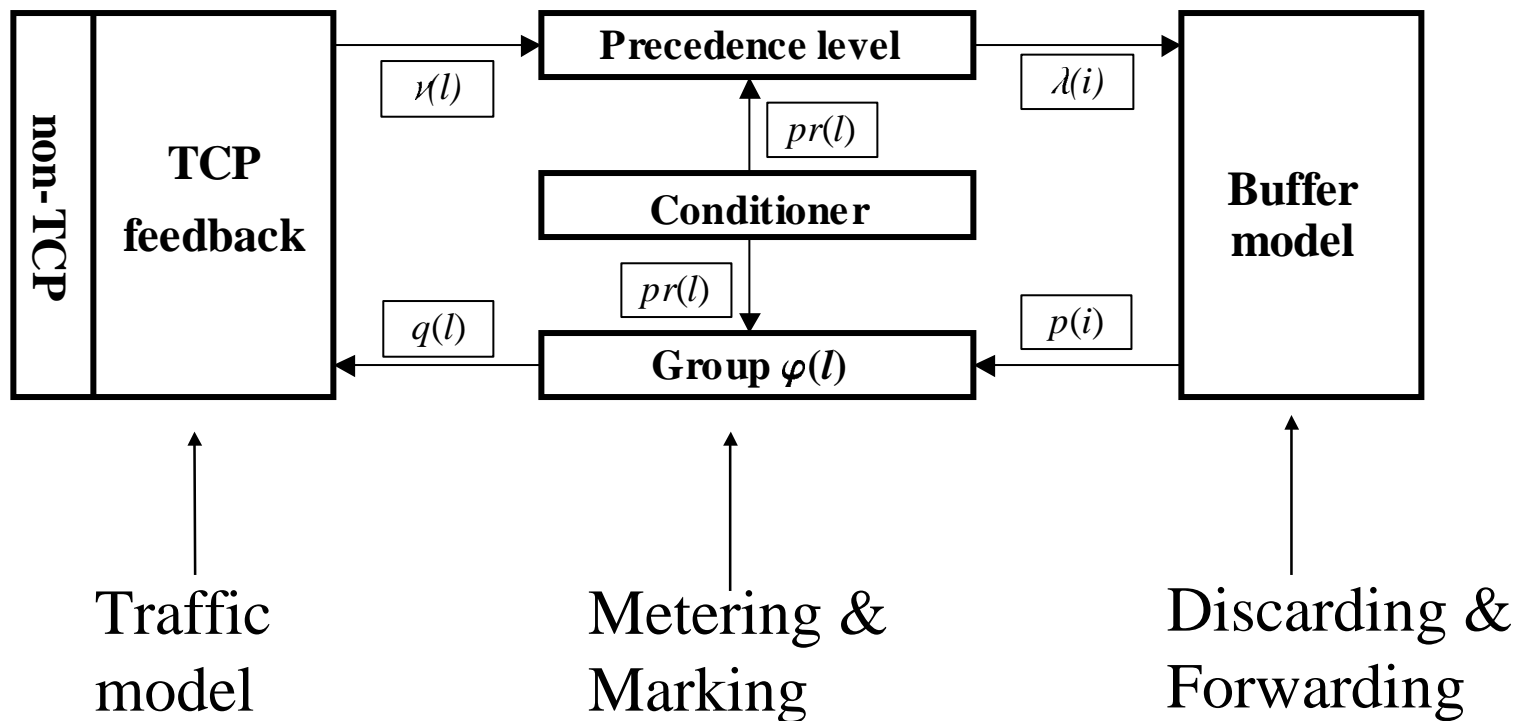 non-TCP
TCP
feedback
ν(l)
Precedence level
λ(i)
pr(l)
Conditioner
pr(l)
q(l)
Group φ(l)
p(i)
Buffer
model
Traffic
model
Metering &
Marking
Discarding &
Forwarding